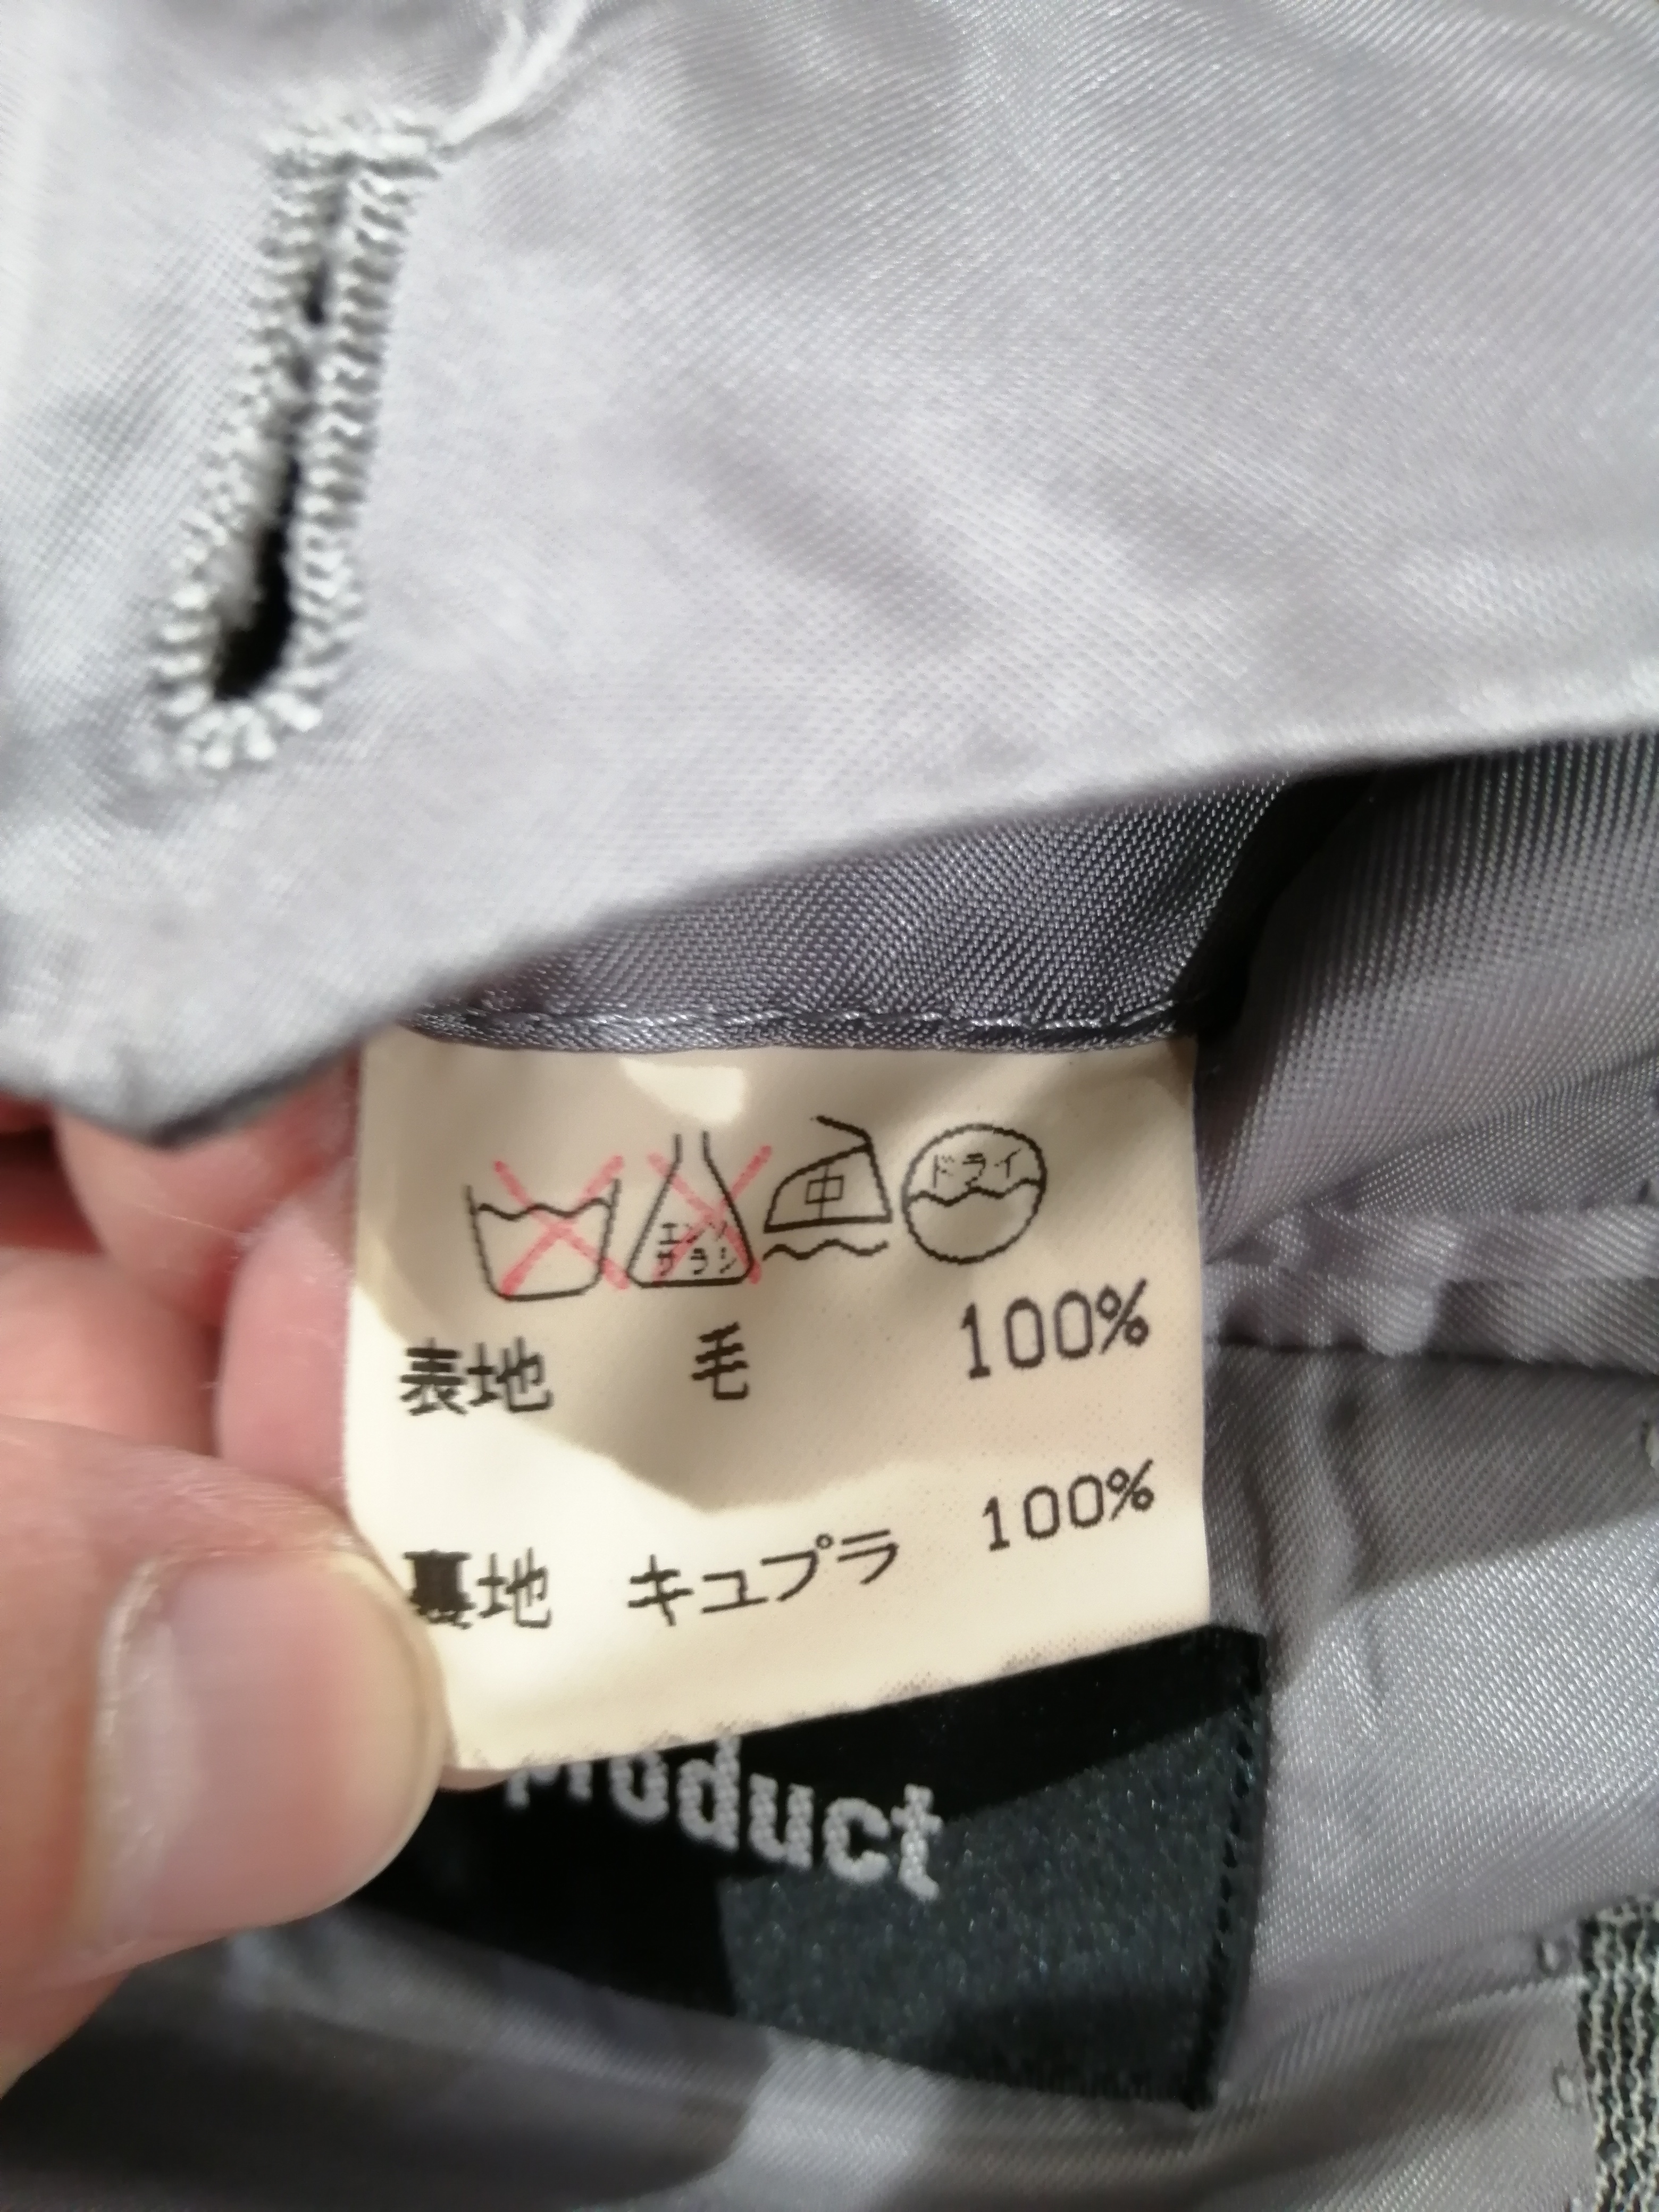 エンソ
サラシ
中
ドライ
表地 毛 100%
裏地 キュプラ 100%
product